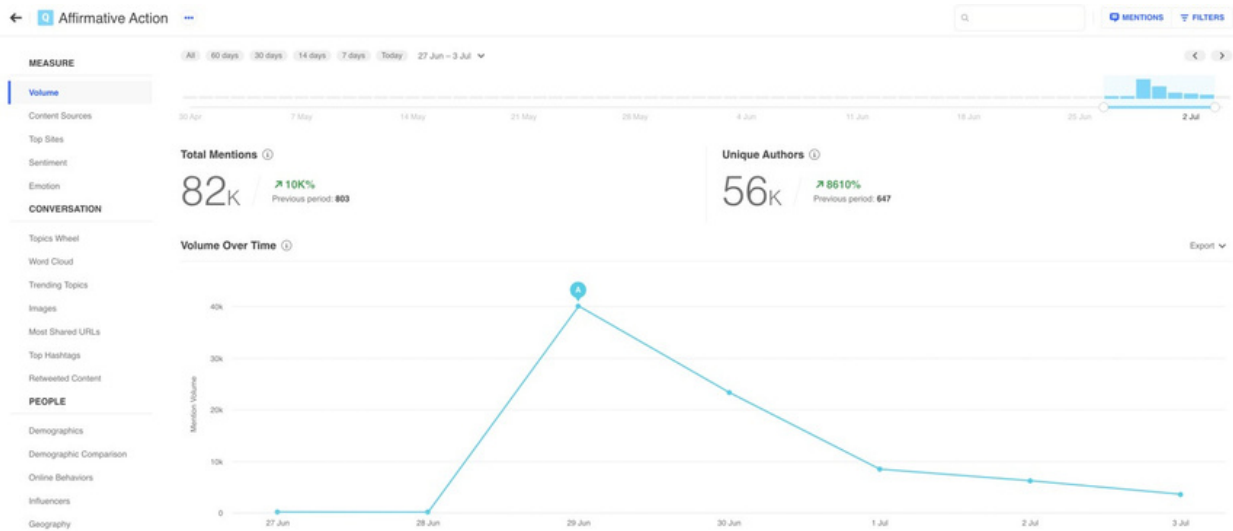 ← Q Affirmative Action •••
MENTIONS FILTERS
MEASURE
Volume
Content Sources
Top Sites
Sentiment
Emotion
CONVERSATION
Topics Wheel
Word Cloud
Trending Topics
Images
Most Shared URLs
Top Hashtags
Retweeted Content
PEOPLE
Demographics
Demographic Comparison
Online Behaviors
Influencers
Geography
All 60 days 30 days 14 days 7 days Today 27 Jun – 3 Jul
30 Apr 7 May 14 May 21 May 28 May 4 Jun 11 Jun 18 Jun 25 Jun 2 Jul
Total Mentions
82K
10K%
Previous period: 803
Unique Authors
56K
8610%
Previous period: 647
Volume Over Time
Export
A
Mention Volume
40k
30k
20k
10k
0
27 Jun 28 Jun 29 Jun 30 Jun 1 Jul 2 Jul 3 Jul